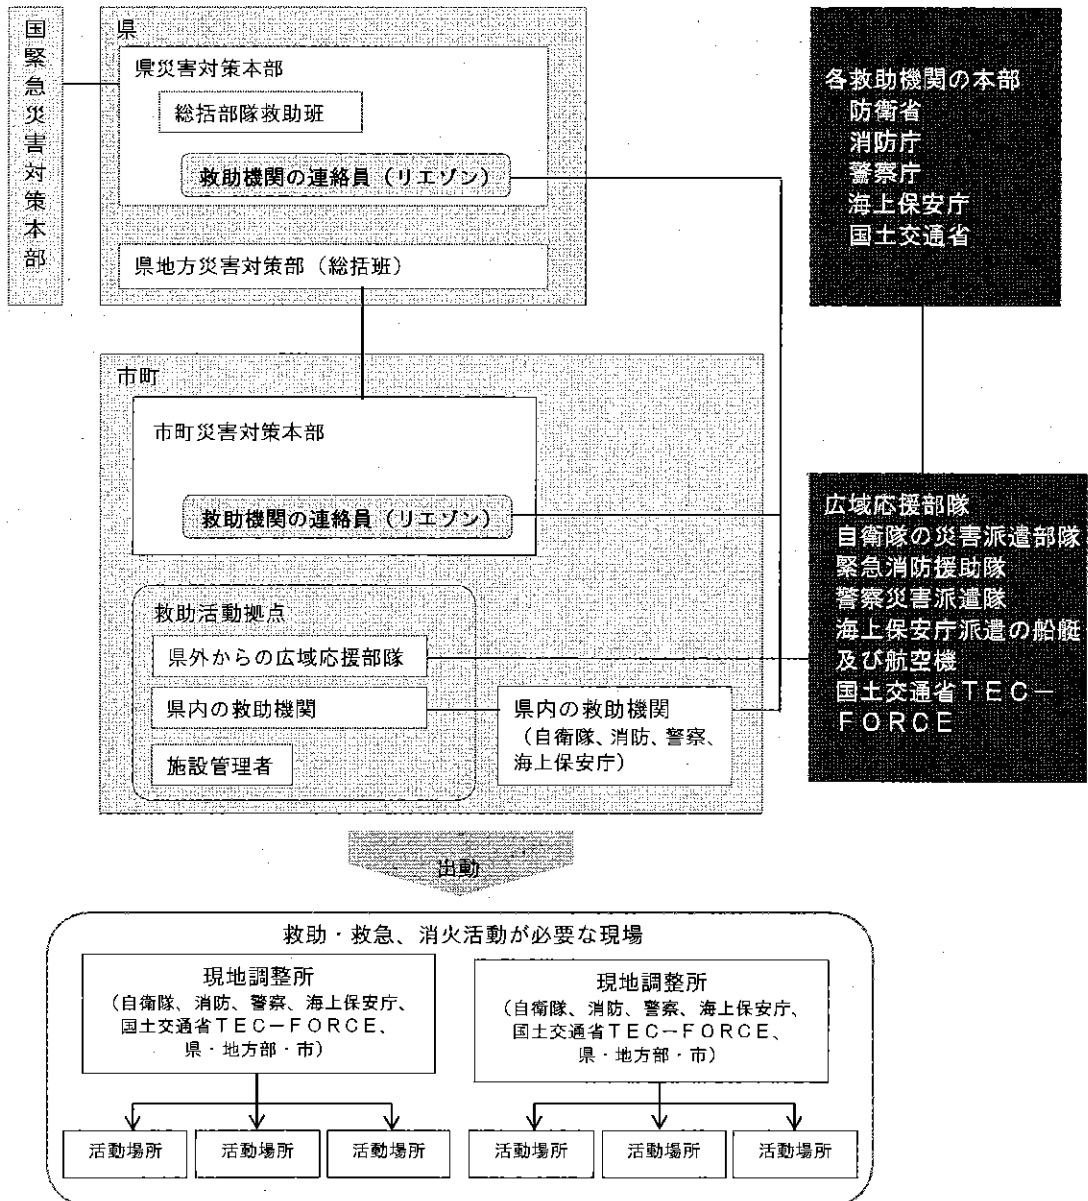 国緊急災害対策本部
県
県災害対策本部
総括部隊救助班
救助機関の連絡員（リエゾン）
県地方災害対策部（総括班）
各救助機関の本部
防衛省
消防庁
警察庁
海上保安庁
国土交通省
市町
市町災害対策本部
救助機関の連絡員（リエゾン）
救助活動拠点
県外からの広域応援部隊
県内の救助機関
施設管理者
県内の救助機関
（自衛隊、消防、警察、
海上保安庁）
広域応援部隊
自衛隊の災害派遣部隊
緊急消防援助隊
警察災害派遣隊
海上保安庁派遣の船艇
及び航空機
国土交通省ＴＥＣ－
ＦＯＲＣＥ
出動
救助・救急、消火活動が必要な現場
現地調整所
（自衛隊、消防、警察、海上保安庁、
国土交通省ＴＥＣ－ＦＯＲＣＥ、
県・地方部・市）
現地調整所
（自衛隊、消防、警察、海上保安庁、
国土交通省ＴＥＣ－ＦＯＲＣＥ、
県・地方部・市）
活動場所
活動場所
活動場所
活動場所
活動場所
活動場所